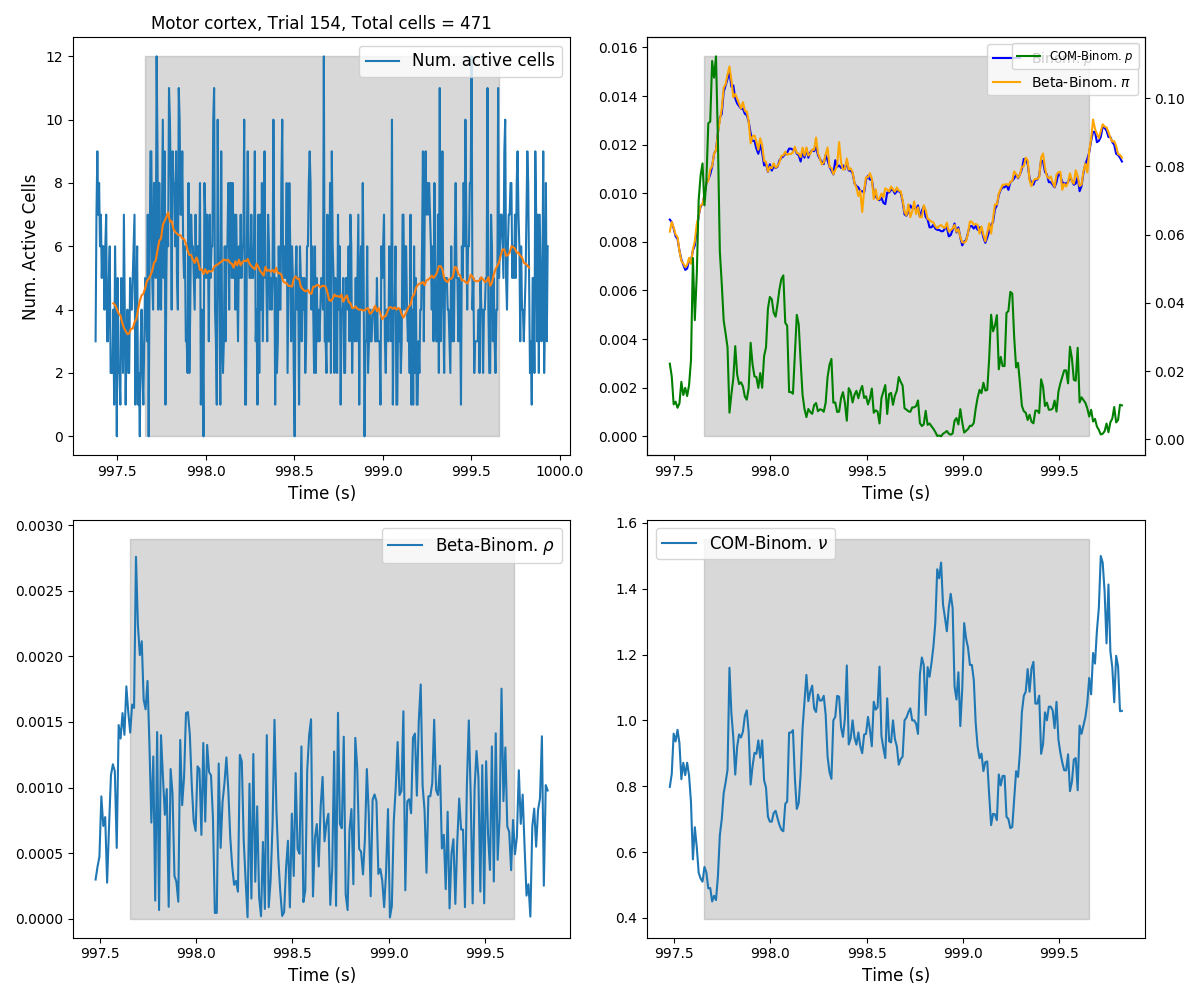 Motor cortex, Trial 154, Total cells = 471
Num. Active Cells
12
10
8
6
4
2
0
Num. active cells
997.5 998.0 998.5 999.0 999.5 1000.0
Time (s)
0.016
0.014
0.012
0.010
0.008
0.006
0.004
0.002
0.000
COM-Binom. p
Beta-Binom. π
0.10
0.08
0.06
0.04
0.02
0.00
997.5 998.0 998.5 999.0 999.5
Time (s)
0.0030
0.0025
0.0020
0.0015
0.0010
0.0005
0.0000
Beta-Binom. ρ
997.5 998.0 998.5 999.0 999.5
Time (s)
1.6
1.4
1.2
1.0
0.8
0.6
0.4
COM-Binom. ν
997.5 998.0 998.5 999.0 999.5
Time (s)